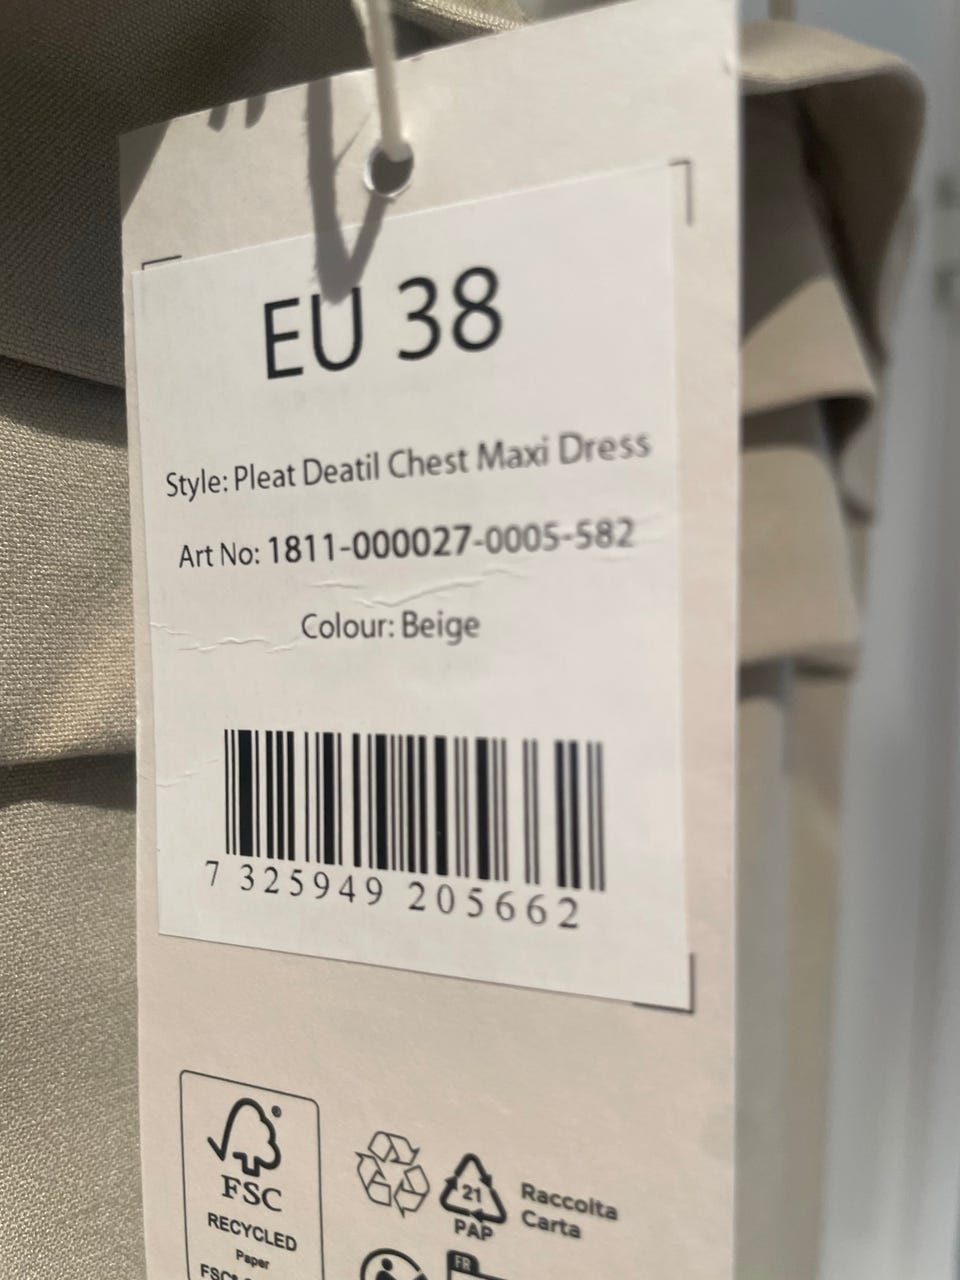 EU 38
Style: Pleat Deatil Chest Maxi Dress
Art No: 1811-000027-0005-582
Colour: Beige
7 325949 205662
FSC
RECYCLED
Paper
21
PAP
Raccolta
Carta
FR